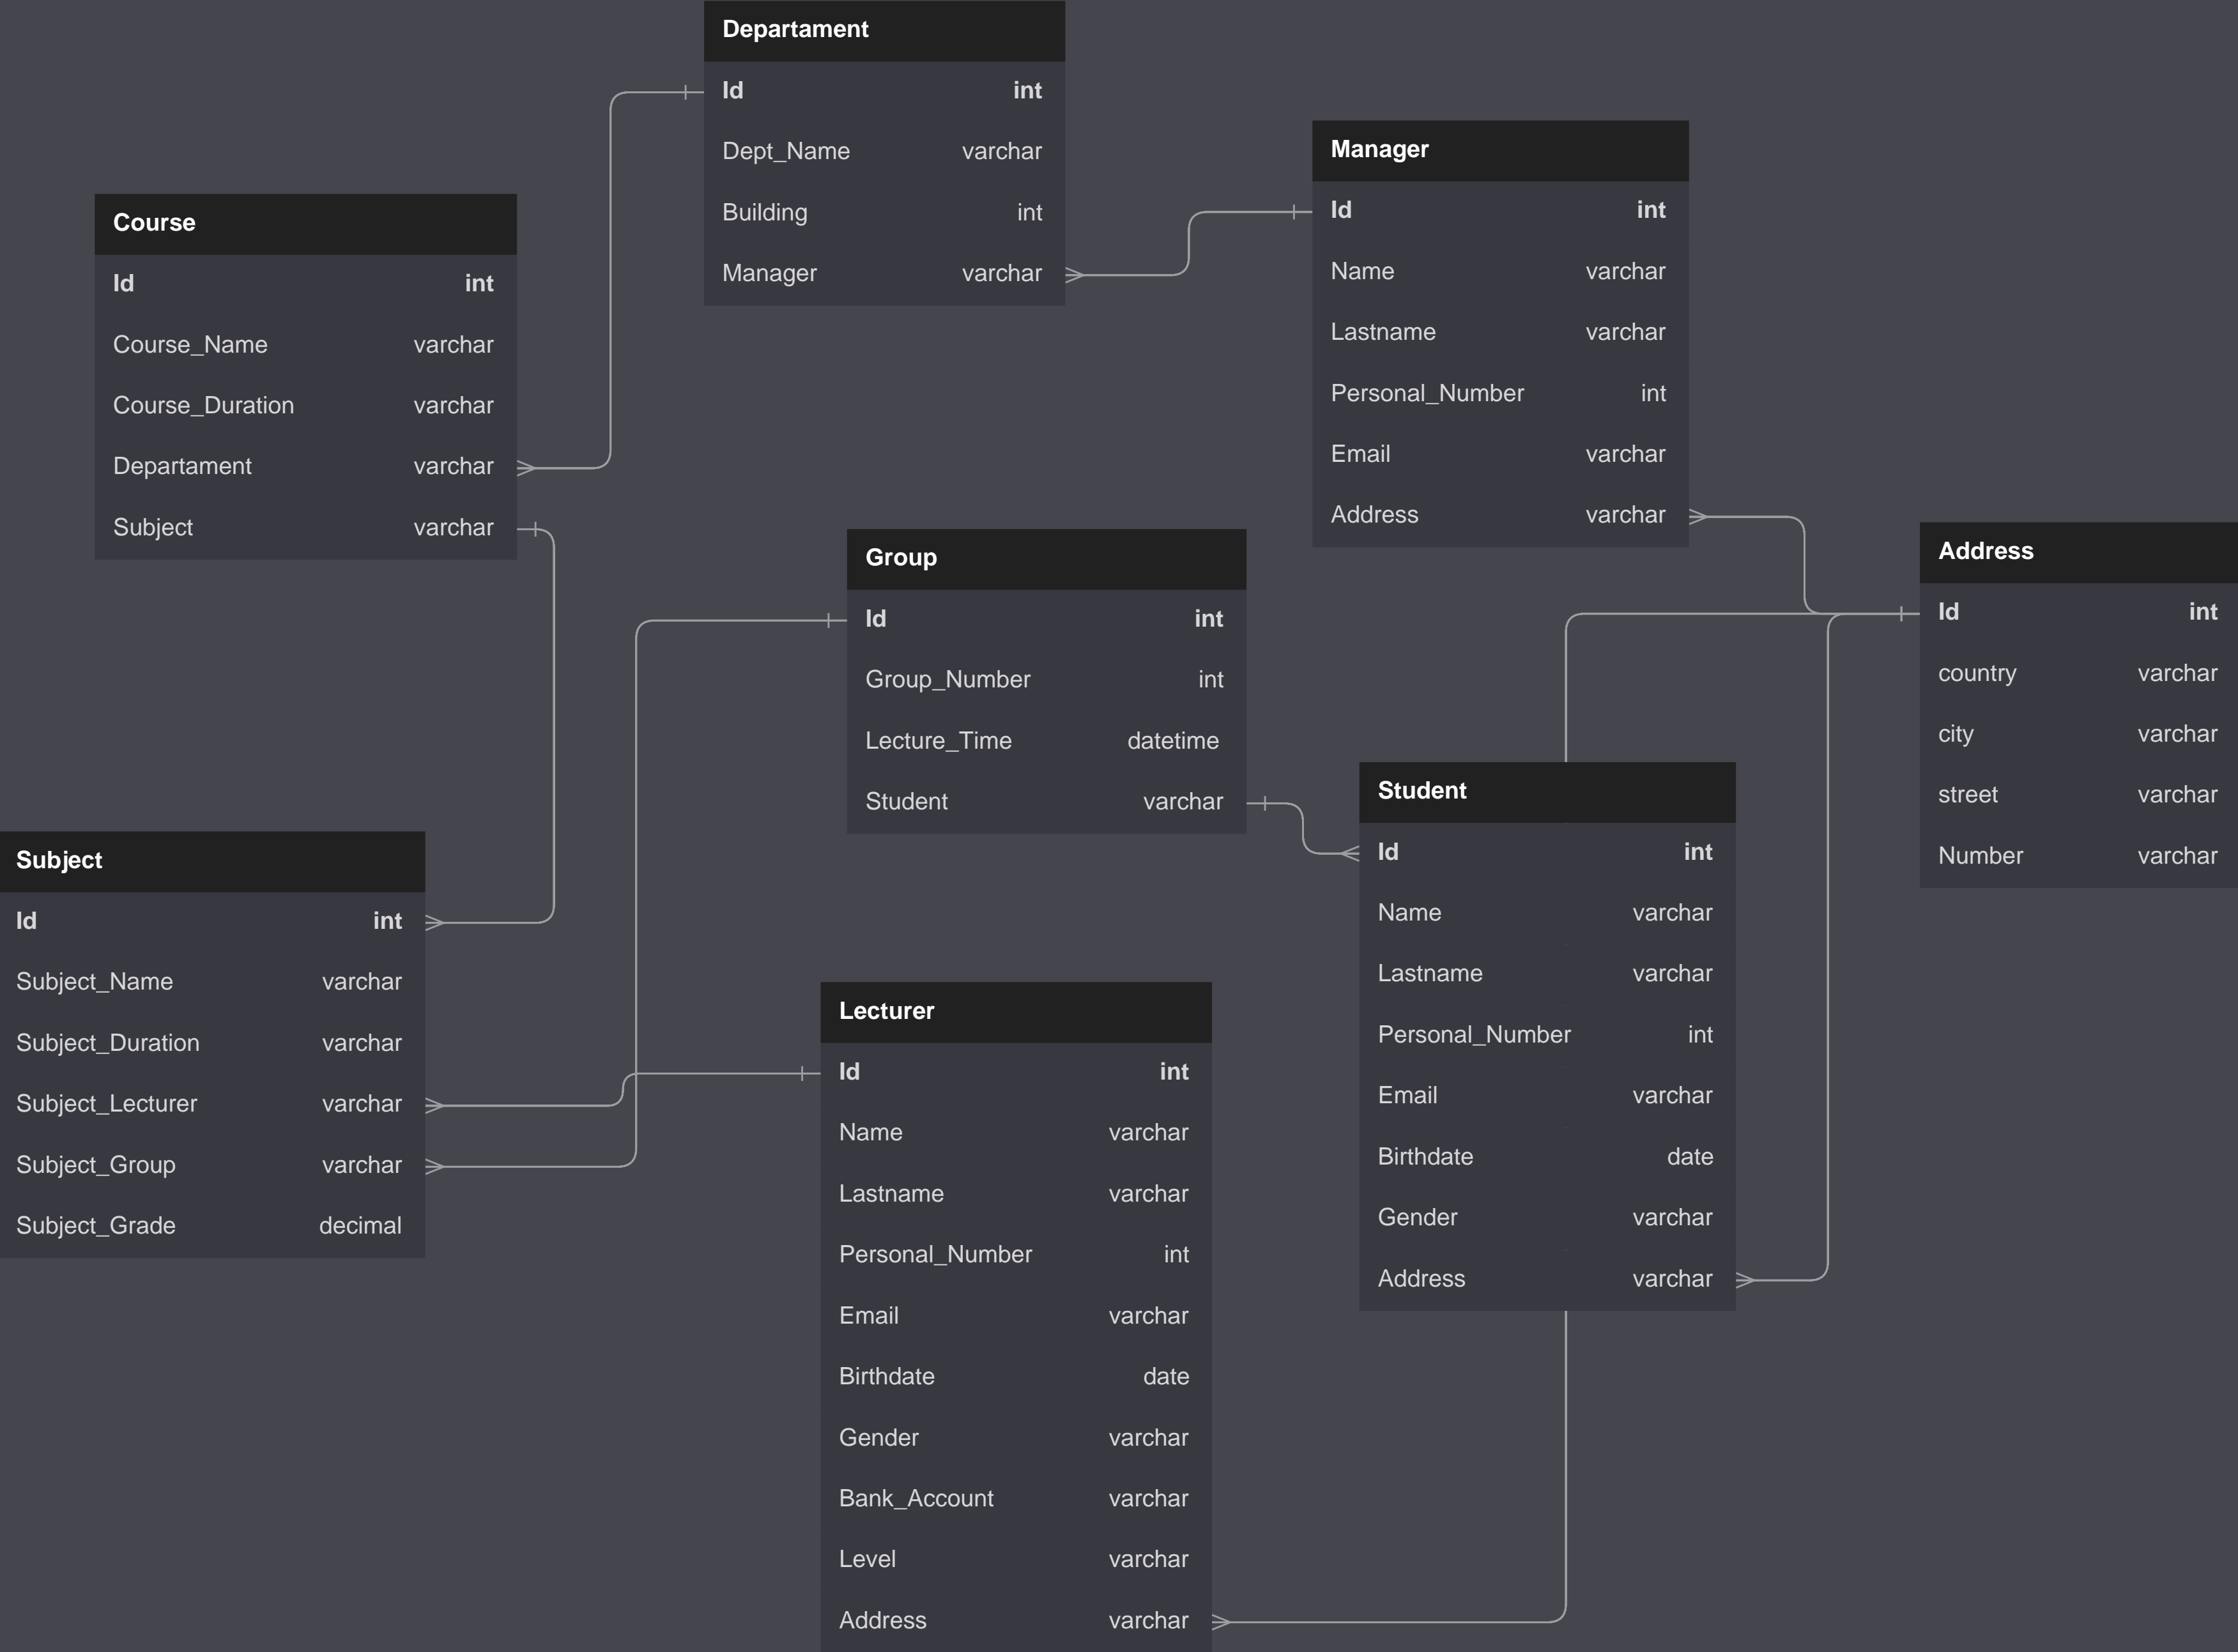 Departament
Id int
Dept_Name varchar
Building int
Manager varchar
Manager
Id int
Name varchar
Lastname varchar
Personal_Number int
Email varchar
Address varchar
Course
Id int
Course_Name varchar
Course_Duration varchar
Departament varchar
Subject varchar
Group
Id int
Group_Number int
Lecture_Time datetime
Student varchar
Address
Id int
country varchar
city varchar
street varchar
Number varchar
Student
Id int
Name varchar
Lastname varchar
Personal_Number int
Email varchar
Birthdate date
Gender varchar
Address varchar
Subject
Id int
Subject_Name varchar
Subject_Duration varchar
Subject_Lecturer varchar
Subject_Group varchar
Subject_Grade decimal
Lecturer
Id int
Name varchar
Lastname varchar
Personal_Number int
Email varchar
Birthdate date
Gender varchar
Bank_Account varchar
Level varchar
Address varchar